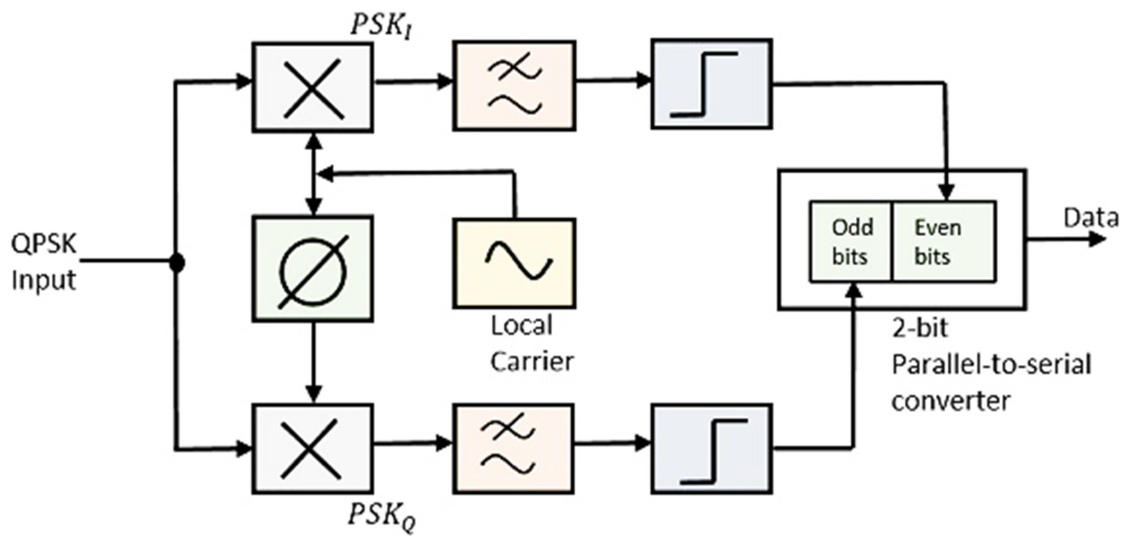 PSK_I
QPSK
Input
Local
Carrier
Odd
bits
Even
bits
Data
2-bit
Parallel-to-serial
converter
PSK_Q